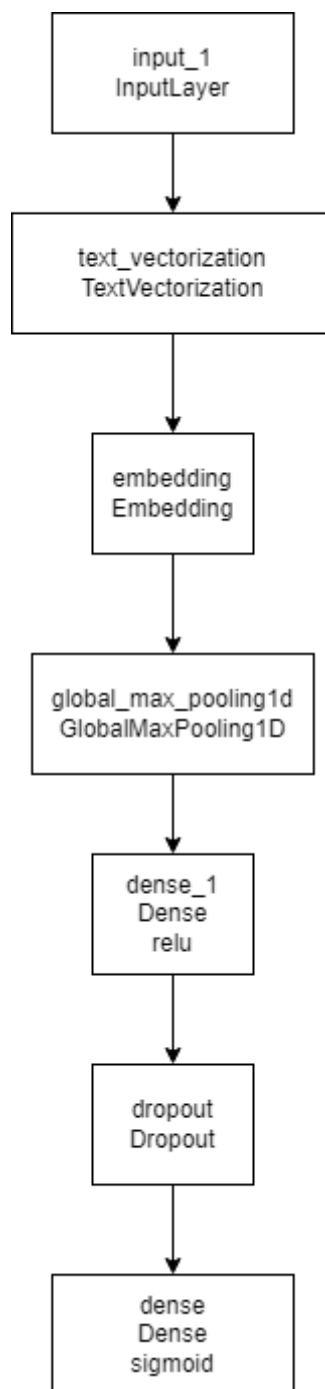 input_1
InputLayer
text_vectorization
TextVectorization
embedding
Embedding
global_max_pooling1d
GlobalMaxPooling1D
dense_1
Dense
relu
dropout
Dropout
dense
Dense
sigmoid